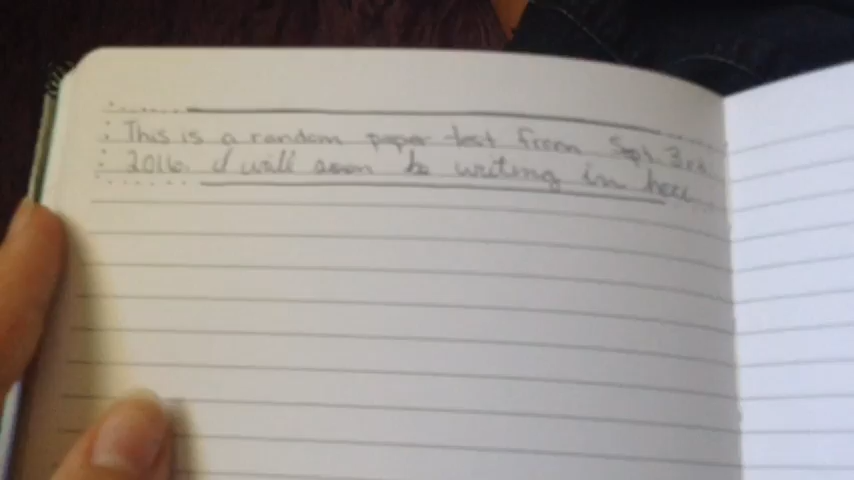 This is a random paper test from Sept 3rd
2016. I will soon be writing in here